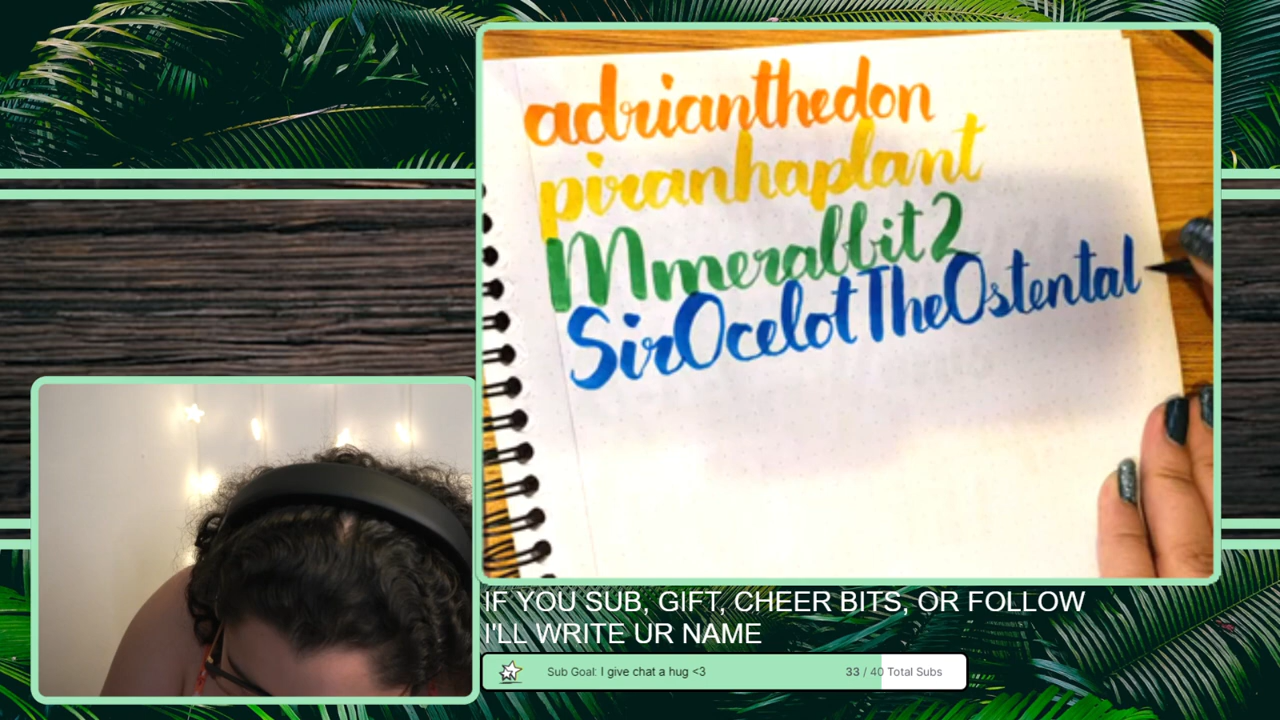 adrianthedon
piranhaplant
Mmerabbit2
SirOcelotTheOstental
IF YOU SUB, GIFT, CHEER BITS, OR FOLLOW
I'LL WRITE UR NAME
Sub Goal: I give chat a hug <3 33 / 40 Total Subs